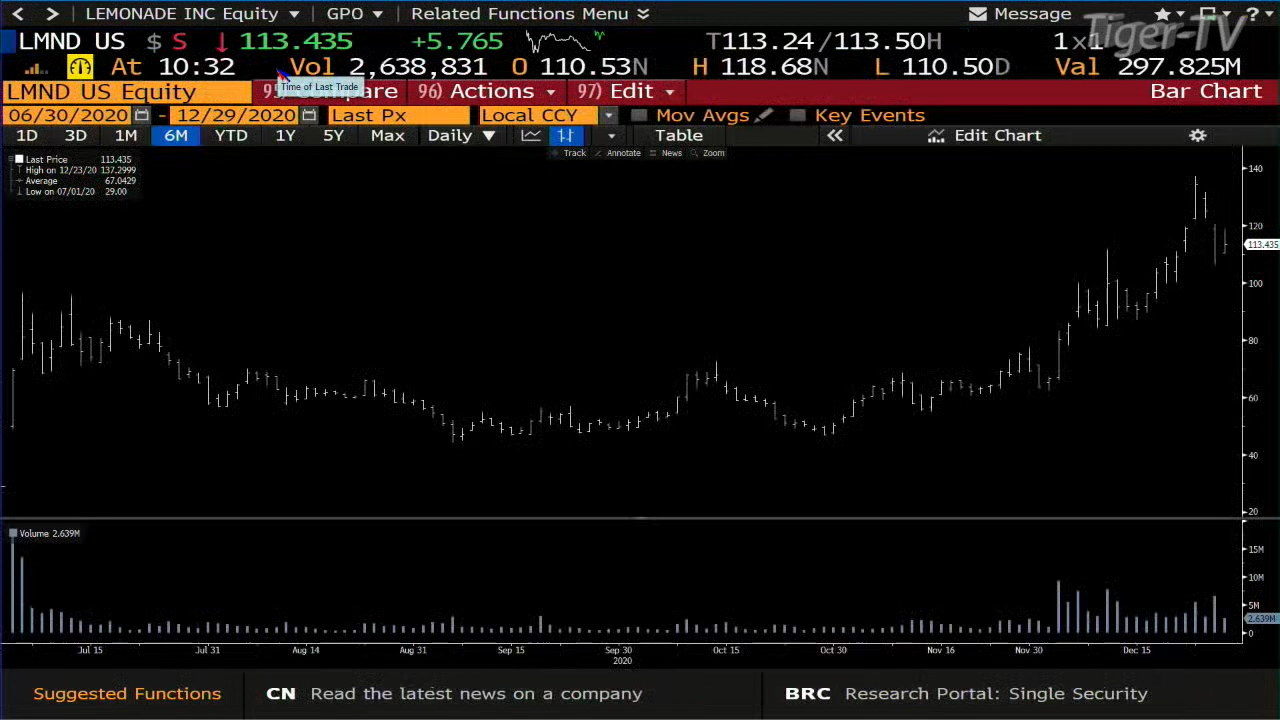 < > LEMONADE INC Equity ▼ | GPO ▼ | Related Functions Menu Message ?
Tiger-TV
LMND US $ S ↓ 113.435 +5.765 T113.24/113.50H 1x1
At 10:32 Vol 2,638,831 O 110.53N H 118.68N L 110.50D Val 297.825M
Time of Last Trade
LMND US Equity 95) Compare 96) Actions 97) Edit Bar Chart
06/30/2020 - 12/29/2020 Last Px Local CCY Mov Avgs Key Events
1D 3D 1M 6M YTD 1Y 5Y Max Daily ▼ Table « Edit Chart
Track Annotate News Zoom
Last Price 113.435
High on 12/23/20 137.2999
Average 67.0429
Low on 07/01/20 29.00
140
120
113.435
100
80
60
40
20
Volume 2.639M
15M
10M
5M
2.639M
0
Jul 15 Jul 31 Aug 14 Aug 31 Sep 15 Sep 30 Oct 15 Oct 30 Nov 16 Nov 30 Dec 15
2020
Suggested Functions CN Read the latest news on a company BRC Research Portal: Single Security